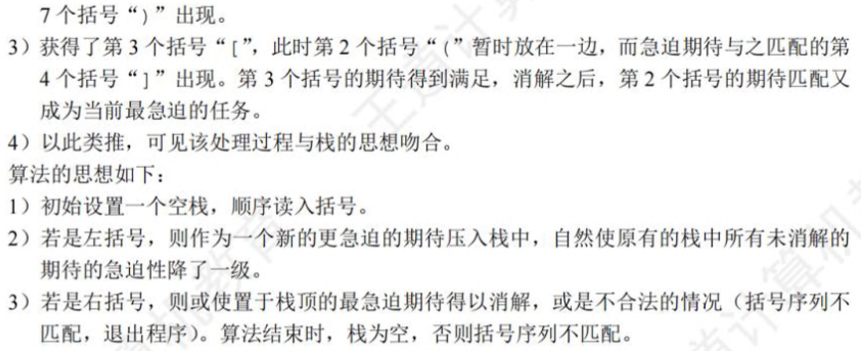 7个括号“)”出现。
3）获得了第3个括号“[”，此时第2个括号“(”暂时放在一边，而急迫期待与之匹配的第
4个括号“]”出现。第3个括号的期待得到满足，消解之后，第2个括号的期待匹配又
成为当前最急迫的任务。
4）以此类推，可见该处理过程与栈的思想吻合。
算法的思想如下：
1）初始设置一个空栈，顺序读入括号。
2）若是左括号，则作为一个新的更急迫的期待压入栈中，自然使原有的栈中所有未消解的
期待的急迫性降了一级。
3）若是右括号，则或使置于栈顶的最急迫期待得以消解，或是不合法的情况（括号序列不
匹配，退出程序）。算法结束时，栈为空，否则括号序列不匹配。